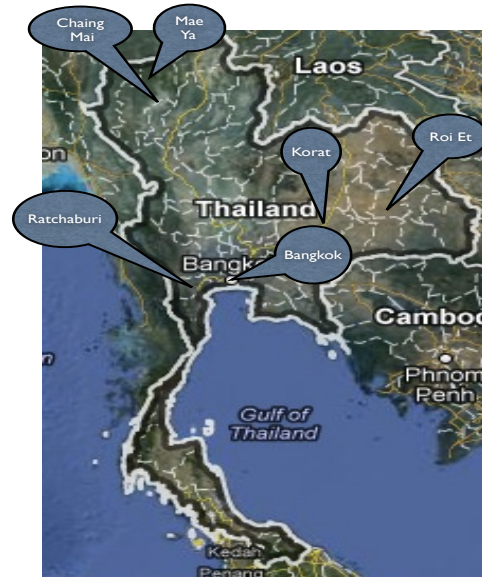 Chaing
Mai
Mae
Ya
Laos
Korat
Roi Et
Ratchaburi
Thailand
Bangkok
Cambo
Phnom
Penh
Gulf of
Thailand
Kedah
Penang